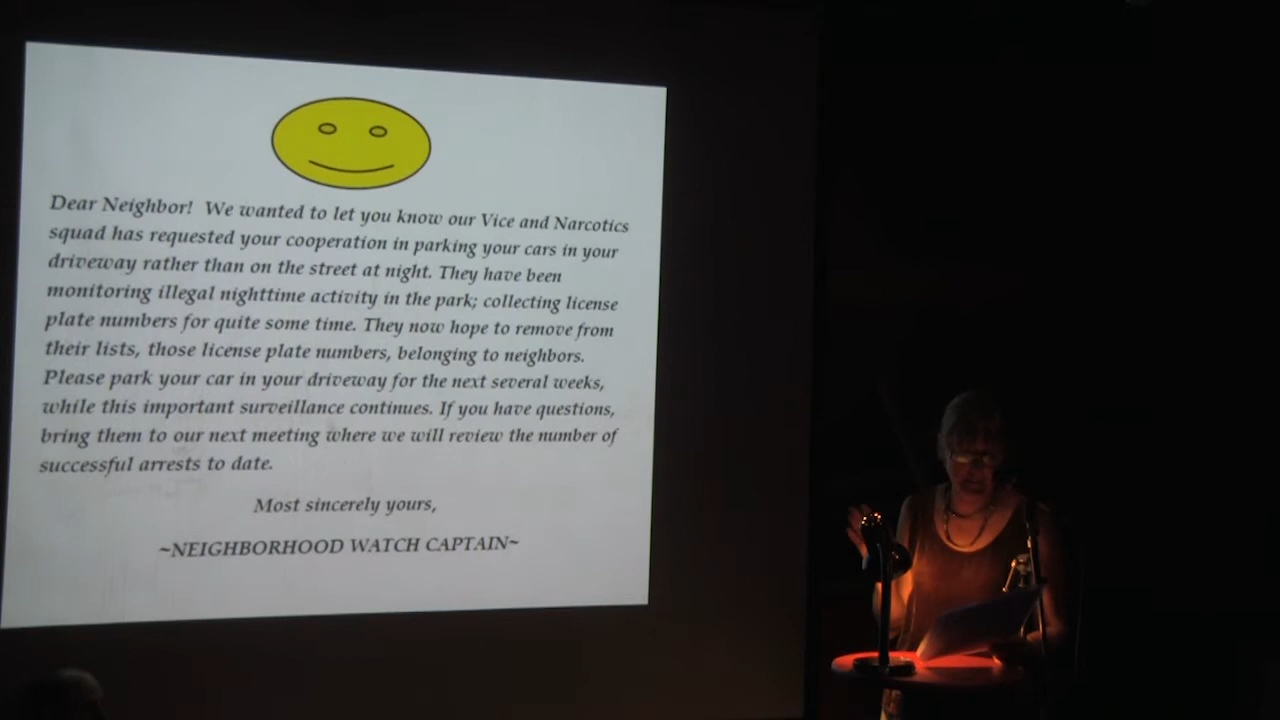 Dear Neighbor! We wanted to let you know our Vice and Narcotics
squad has requested your cooperation in parking your cars in your
driveway rather than on the street at night. They have been
monitoring illegal nighttime activity in the park; collecting license
plate numbers for quite some time. They now hope to remove from
their lists, those license plate numbers, belonging to neighbors.
Please park your car in your driveway for the next several weeks,
while this important surveillance continues. If you have questions,
bring them to our next meeting where we will review the number of
successful arrests to date.
Most sincerely yours,
~NEIGHBORHOOD WATCH CAPTAIN~